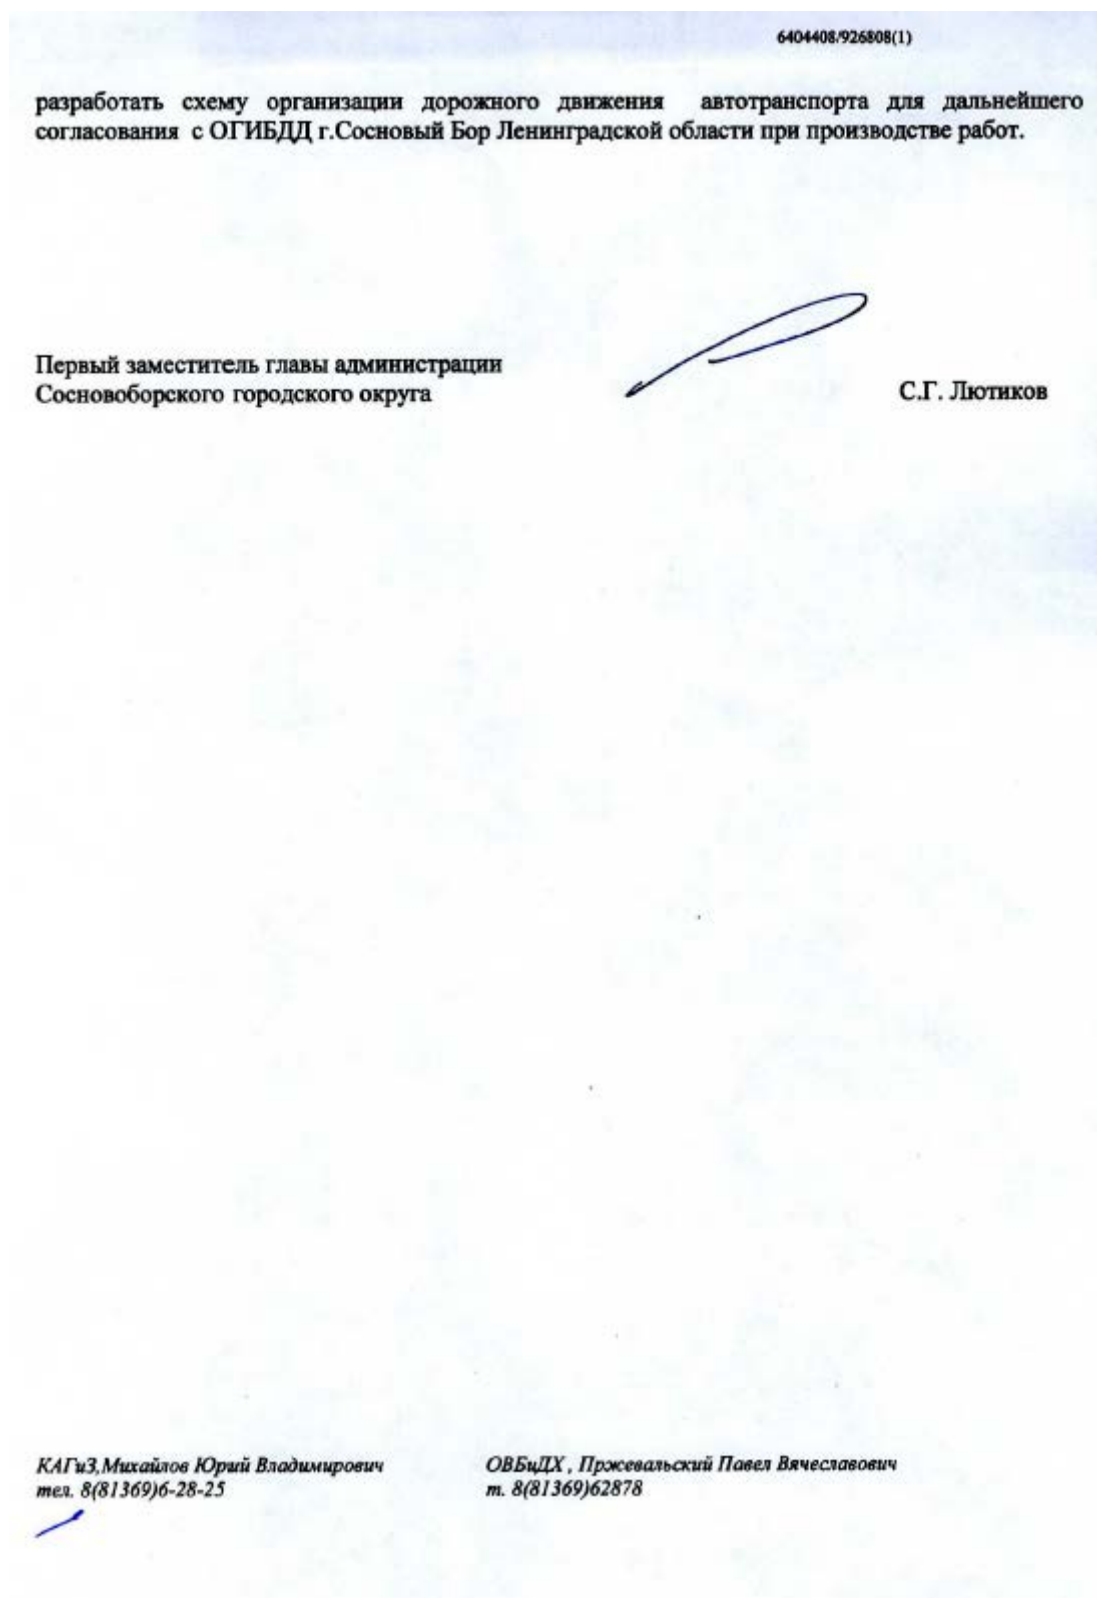 6404408/926808(1)
разработать схему организации дорожного движения автотранспорта для дальнейшего
согласования с ОГИБДД г.Сосновый Бор Ленинградской области при производстве работ.
Первый заместитель главы администрации
Сосновоборского городского округа
С.Г. Лютиков
КАГиЗ,Михайлов Юрий Владимирович
тел. 8(81369)6-28-25
ОВБиДХ , Пржевальский Павел Вячеславович
т. 8(81369)62878